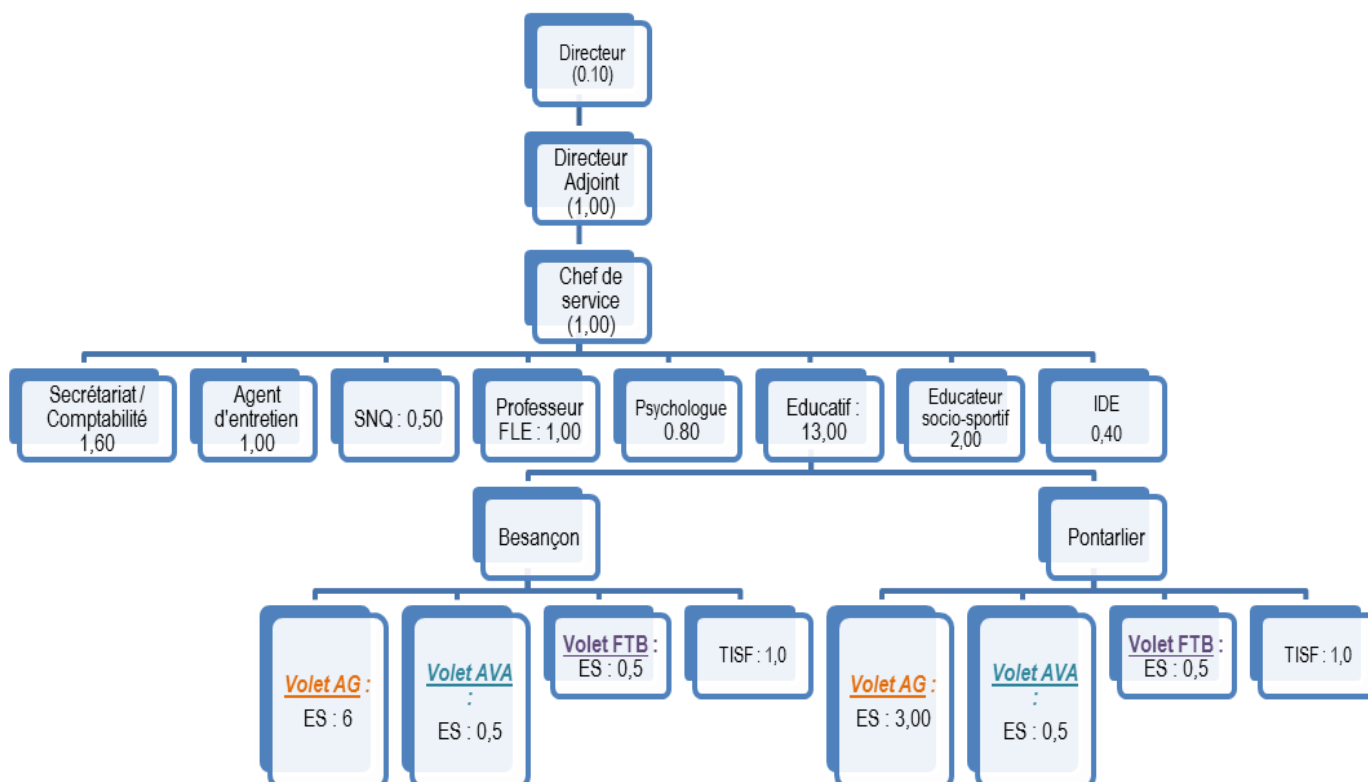 Directeur
(0.10)
Directeur
Adjoint
(1,00)
Chef de
service
(1,00)
Secrétariat /
Comptabilité
1,60
Agent
d'entretien
1,00
SNQ : 0,50
Professeur
FLE : 1,00
Psychologue
0.80
Educatif :
13,00
Educateur
socio-sportif
2,00
IDE
0,40
Besançon
Pontarlier
Volet AG :
ES : 6
Volet AVA
:
ES : 0,5
Volet FTB :
ES : 0,5
TISF : 1,0
Volet AG :
ES : 3,00
Volet AVA
:
ES : 0,5
Volet FTB :
ES : 0,5
TISF : 1,0